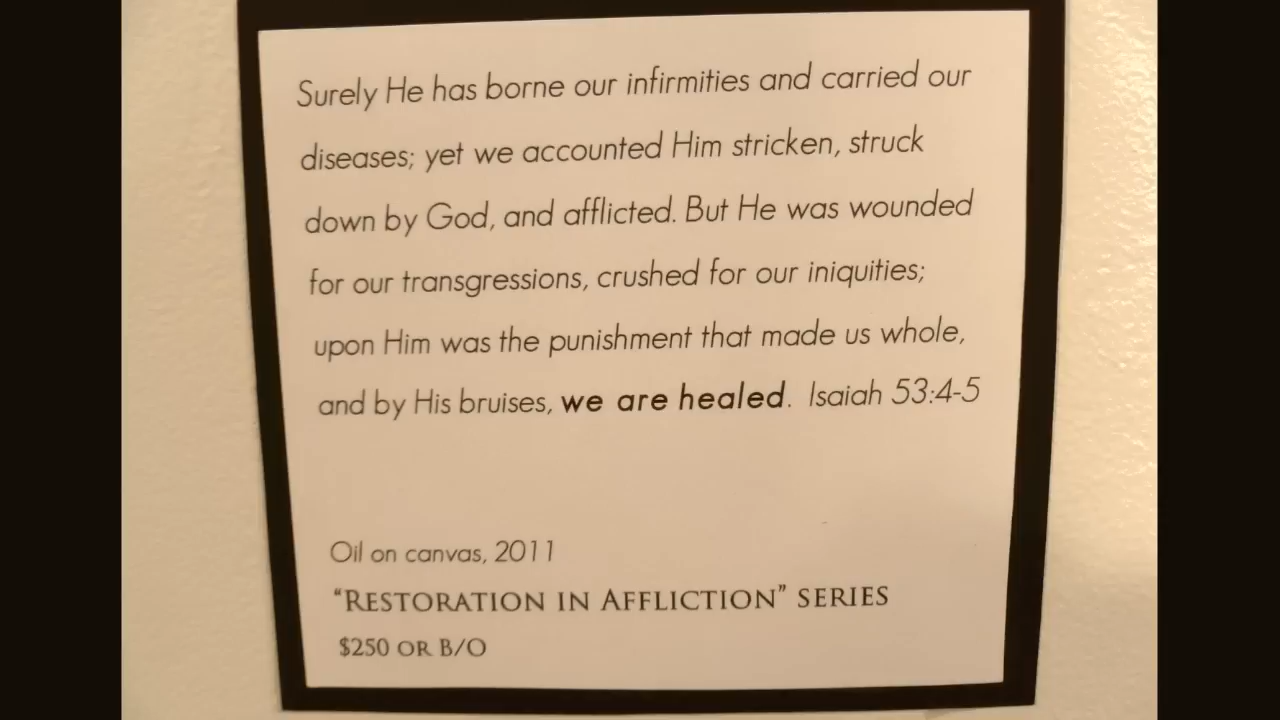 Surely He has borne our infirmities and carried our
diseases; yet we accounted Him stricken, struck
down by God, and afflicted. But He was wounded
for our transgressions, crushed for our iniquities;
upon Him was the punishment that made us whole,
and by His bruises, we are healed. Isaiah 53:4-5
Oil on canvas, 2011
“RESTORATION IN AFFLICTION” SERIES
$250 OR B/O